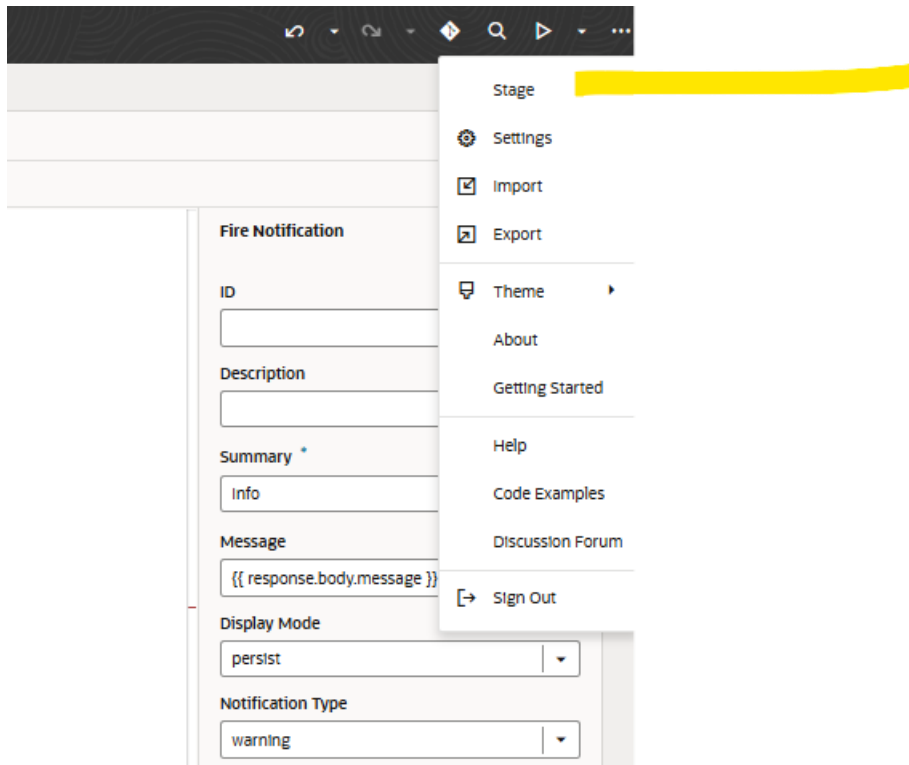 Stage
Settings
Import
Export
Theme
About
Getting Started
Help
Code Examples
Discussion Forum
Sign Out
Fire Notification
ID
Description
Summary *
Info
Message
{{ response.body.message }}
Display Mode
persist
Notification Type
warning